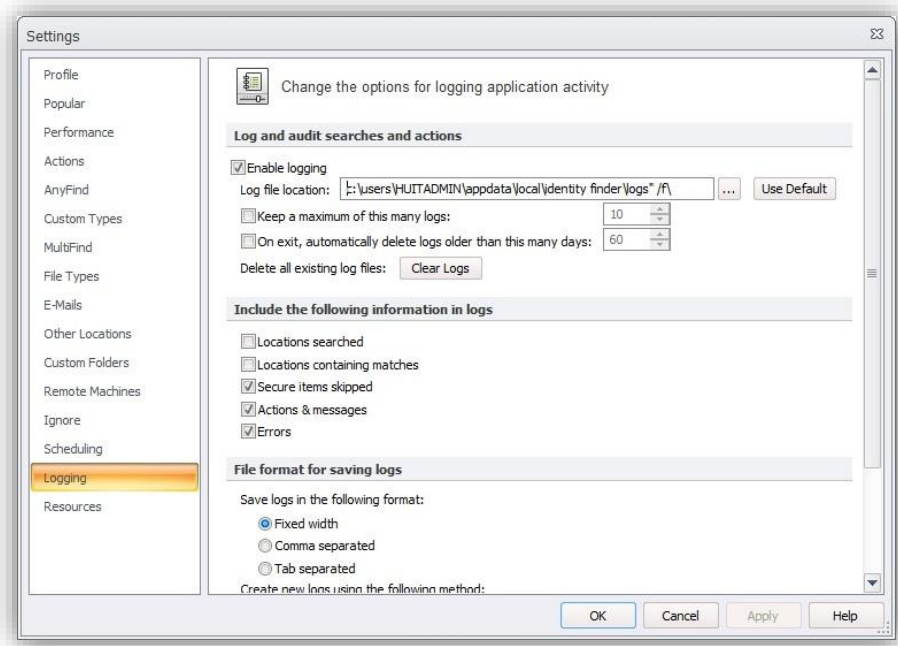 Settings
Profile
Popular
Performance
Actions
AnyFind
Custom Types
MultiFind
File Types
E-Mails
Other Locations
Custom Folders
Remote Machines
Ignore
Scheduling
Logging
Resources
Change the options for logging application activity
Log and audit searches and actions
Enable logging
Log file location: :\users\HUITADMIN\appdata\local\identity finder\logs" /f\ ... Use Default
Keep a maximum of this many logs: 10
On exit, automatically delete logs older than this many days: 60
Delete all existing log files: Clear Logs
Include the following information in logs
Locations searched
Locations containing matches
Secure items skipped
Actions & messages
Errors
File format for saving logs
Save logs in the following format:
Fixed width
Comma separated
Tab separated
Create new logs using the following method:
OK Cancel Apply Help